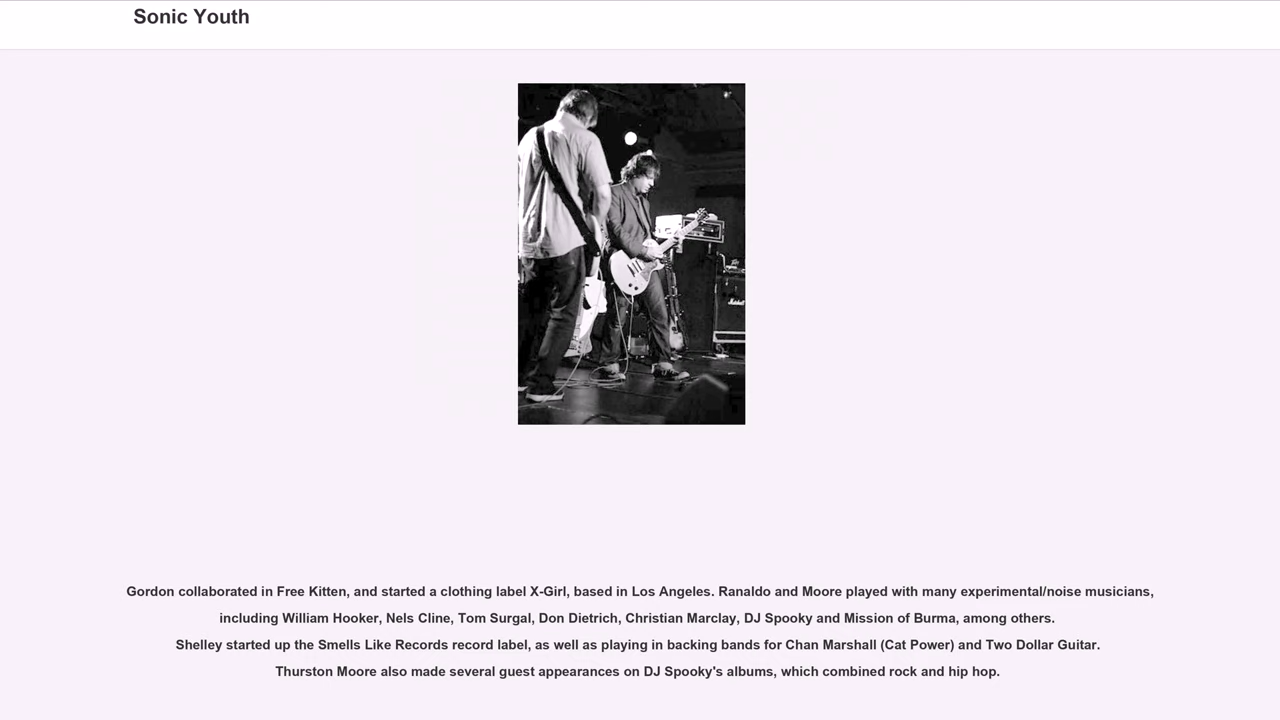 Sonic Youth
Gordon collaborated in Free Kitten, and started a clothing label X-Girl, based in Los Angeles. Ranaldo and Moore played with many experimental/noise musicians,
including William Hooker, Nels Cline, Tom Surgal, Don Dietrich, Christian Marclay, DJ Spooky and Mission of Burma, among others.
Shelley started up the Smells Like Records record label, as well as playing in backing bands for Chan Marshall (Cat Power) and Two Dollar Guitar.
Thurston Moore also made several guest appearances on DJ Spooky's albums, which combined rock and hip hop.